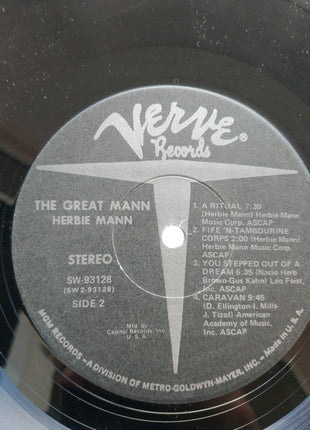 Verve®
Records
THE GREAT MANN
HERBIE MANN
STEREO
SW-93128
(SW 2-93128)
SIDE 2
Mfd by
Capitol Records Inc
U.S.A.
1. A RITUAL 7:30
(Herbie Mann) Herbie Mann
Music Corp. ASCAP
2. FIFE 'N-TAMBOURINE
CORPS 2:00 (Herbie Mann)
Herbie Mann Music Corp.
ASCAP
3. YOU STEPPED OUT OF A
DREAM 6:35 (Nacio Herb
Brown-Gus Kahn) Leo Feist,
Inc. ASCAP
4. CARAVAN 9:45
(D. Ellington-I. Mills-
J. Tizol) American
Academy of Music,
Inc. ASCAP
MGM RECORDS - A DIVISION OF METRO-GOLDWYN-MAYER, INC. - Made in U.S.A.